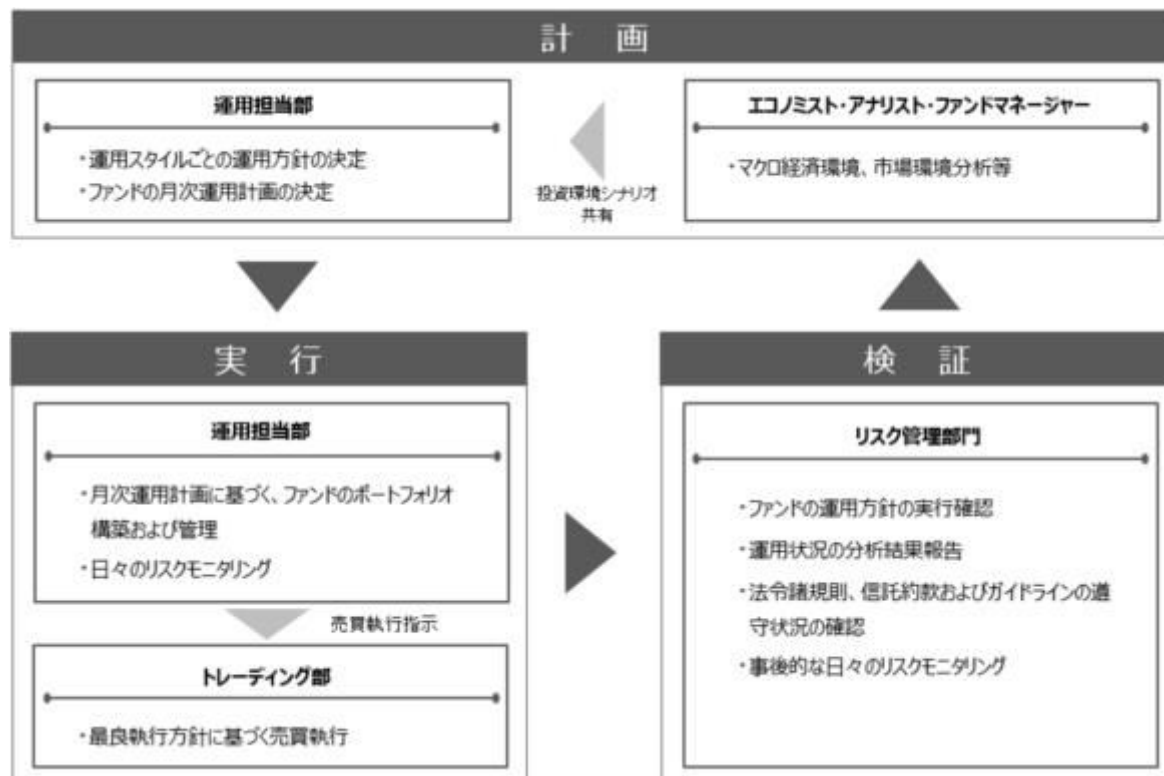 計 画
運用担当部
・運用スタイルごとの運用方針の決定
・ファンドの月次運用計画の決定
投資環境シナリオ
共有
エコノミスト・アナリスト・ファンドマネージャー
・マクロ経済環境、市場環境分析等
実 行
運用担当部
・月次運用計画に基づく、ファンドのポートフォリオ
構築および管理
・日々のリスクモニタリング
売買執行指示
トレーディング部
・最良執行方針に基づく売買執行
検 証
リスク管理部門
・ファンドの運用方針の実行確認
・運用状況の分析結果報告
・法令諸規則、信託約款およびガイドラインの遵
守状況の確認
・事後的な日々のリスクモニタリング